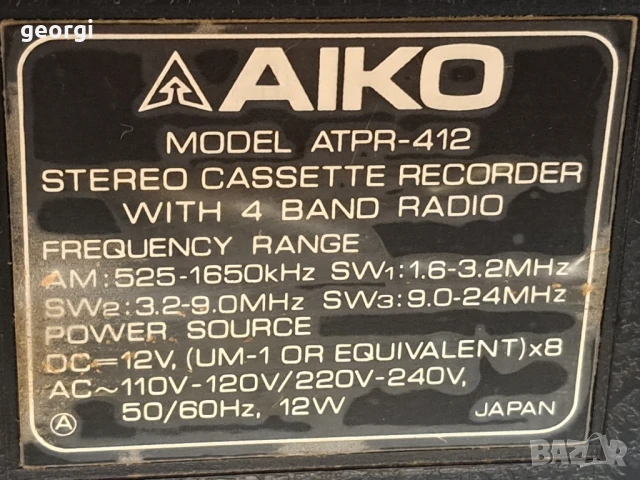 georgi
AIKO
MODEL ATPR-412
STEREO CASSETTE RECORDER
WITH 4 BAND RADIO
FREQUENCY RANGE
AM:525-1650kHz SW1:1.6-3.2MHz
SW2:3.2-9.0MHz SW3:9.0-24MHz
POWER SOURCE
DC⎓12V, (UM-1 OR EQUIVALENT)x8
AC~110V-120V/220V-240V,
50/60Hz, 12W
Ⓐ JAPAN
BAZAR